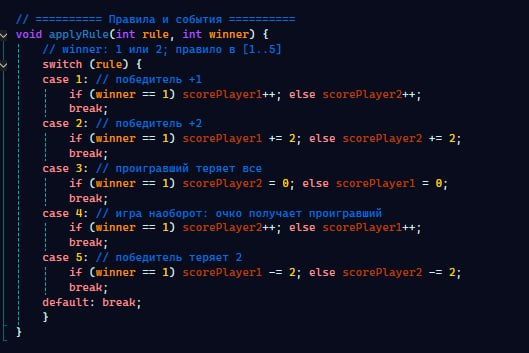 // ========== Правила и события ==========
void applyRule(int rule, int winner) {
    // winner: 1 или 2; правило в [1..5]
    switch (rule) {
    case 1: // победитель +1
        if (winner == 1) scorePlayer1++; else scorePlayer2++;
        break;
    case 2: // победитель +2
        if (winner == 1) scorePlayer1 += 2; else scorePlayer2 += 2;
        break;
    case 3: // проигравший теряет все
        if (winner == 1) scorePlayer2 = 0; else scorePlayer1 = 0;
        break;
    case 4: // игра наоборот: очко получает проигравший
        if (winner == 1) scorePlayer2++; else scorePlayer1++;
        break;
    case 5: // победитель теряет 2
        if (winner == 1) scorePlayer1 -= 2; else scorePlayer2 -= 2;
        break;
    default: break;
    }
}